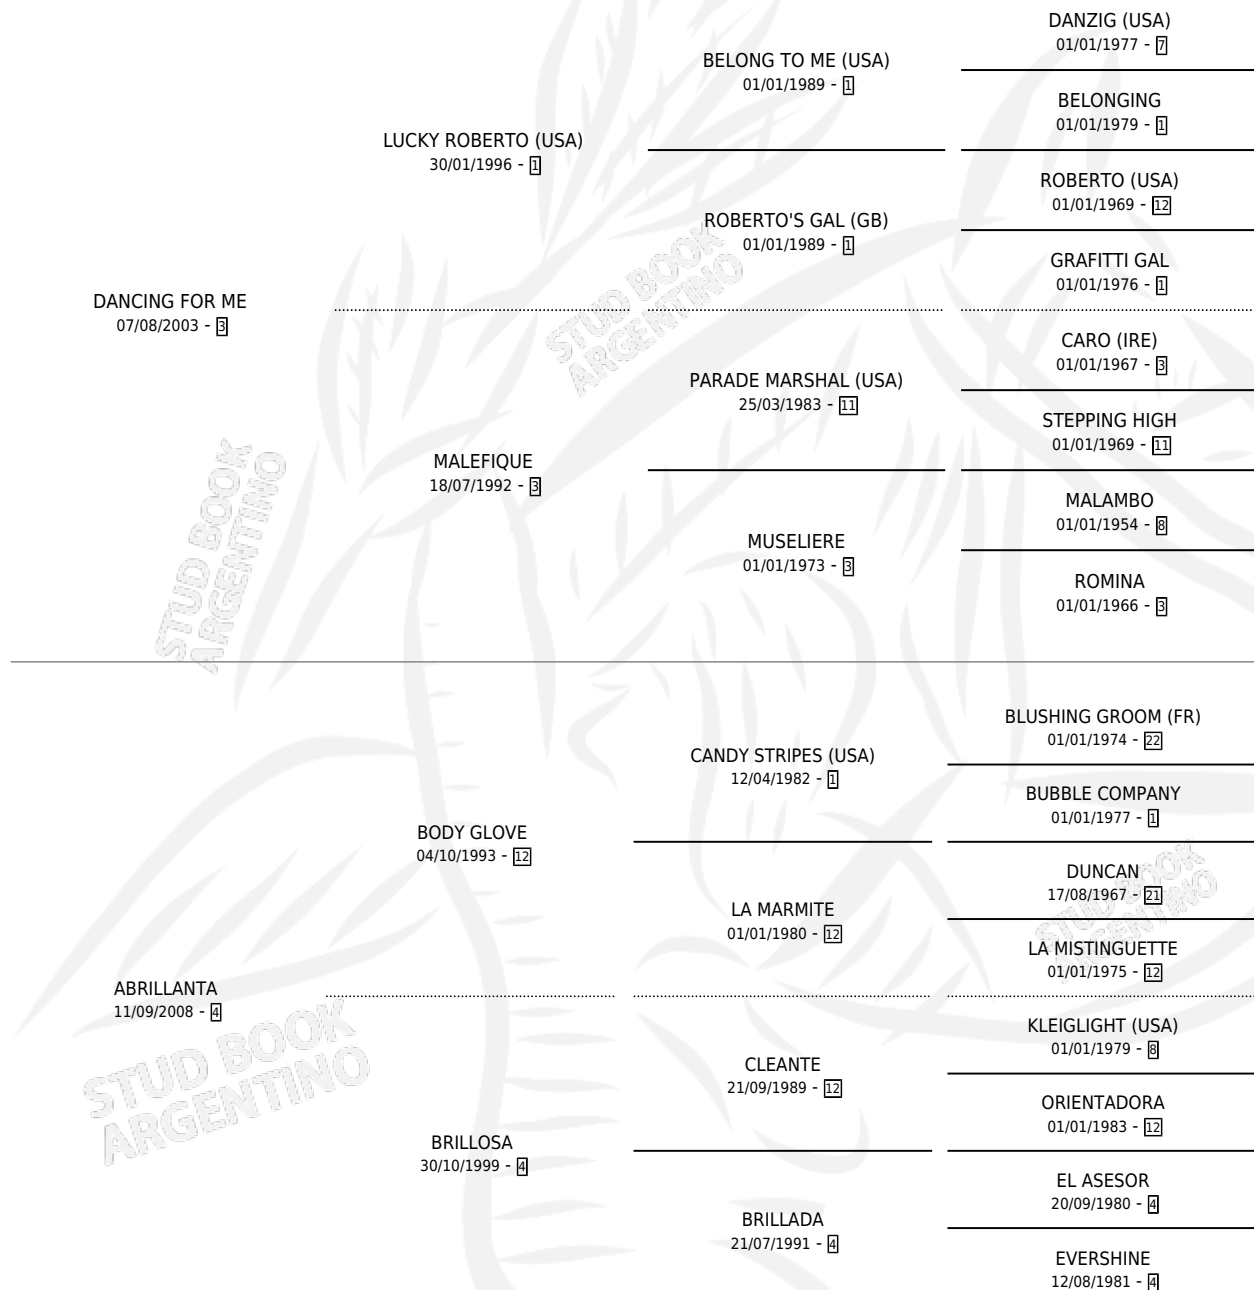 DANZIG (USA)
01/01/1977 - 7
BELONG TO ME (USA)
01/01/1989 - 1
BELONGING
01/01/1979 - 1
LUCKY ROBERTO (USA)
30/01/1996 - 1
ROBERTO (USA)
01/01/1969 - 12
ROBERTO'S GAL (GB)
01/01/1989 - 1
GRAFITTI GAL
01/01/1976 - 1
DANCING FOR ME
07/08/2003 - 3
CARO (IRE)
01/01/1967 - 3
PARADE MARSHAL (USA)
25/03/1983 - 11
STEPPING HIGH
01/01/1969 - 11
MALEFIQUE
18/07/1992 - 3
MALAMBO
01/01/1954 - 8
MUSELIERE
01/01/1973 - 3
ROMINA
01/01/1966 - 3
BLUSHING GROOM (FR)
01/01/1974 - 22
CANDY STRIPES (USA)
12/04/1982 - 1
BUBBLE COMPANY
01/01/1977 - 1
BODY GLOVE
04/10/1993 - 12
DUNCAN
17/08/1967 - 21
LA MARMITE
01/01/1980 - 12
LA MISTINGUETTE
01/01/1975 - 12
ABRILLANTA
11/09/2008 - 4
KLEIGLIGHT (USA)
01/01/1979 - 8
CLEANTE
21/09/1989 - 12
ORIENTADORA
01/01/1983 - 12
BRILLOSA
30/10/1999 - 4
EL ASESOR
20/09/1980 - 4
BRILLADA
21/07/1991 - 4
EVERSHINE
12/08/1981 - 4
STUD BOOK
ARGENTINO
STUD BOOK
ARGENTINO
STUD BOOK
ARGENTINO
STUD BOOK
ARGENTINO